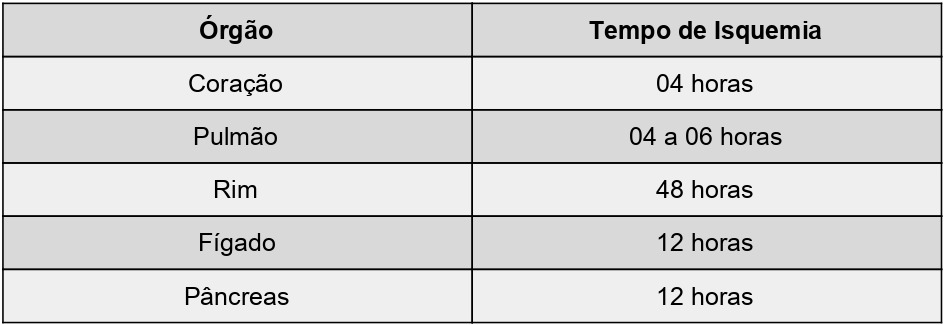 Órgão Tempo de Isquemia
Coração 04 horas
Pulmão 04 a 06 horas
Rim 48 horas
Fígado 12 horas
Pâncreas 12 horas